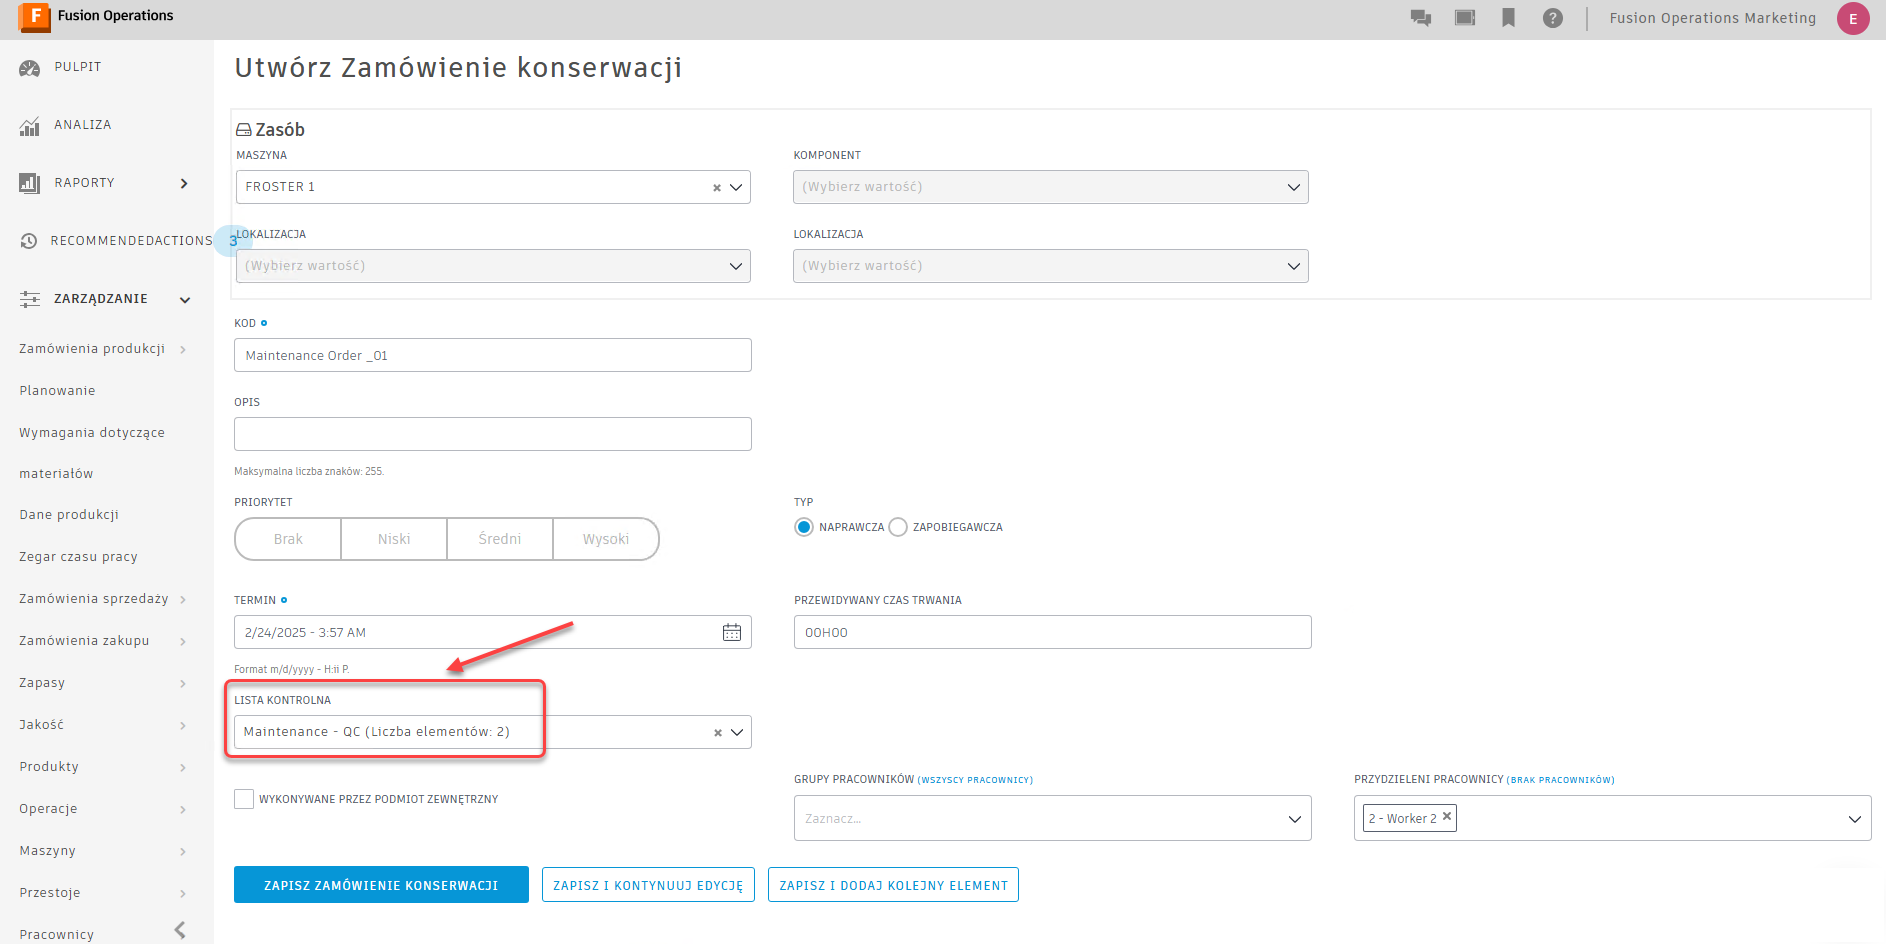 F Fusion Operations
Fusion Operations Marketing
E
PULPIT
ANALIZA
RAPORTY
RECOMMENDEDACTIONS 3
ZARZĄDZANIE
Zamówienia produkcji
Planowanie
Wymagania dotyczące
materiałów
Dane produkcji
Zegar czasu pracy
Zamówienia sprzedaży
Zamówienia zakupu
Zapasy
Jakość
Produkty
Operacje
Maszyny
Przestoje
Pracownicy
Utwórz Zamówienie konserwacji
Zasób
MASZYNA
KOMPONENT
FROSTER 1
(Wybierz wartość)
LOKALIZACJA
LOKALIZACJA
(Wybierz wartość)
(Wybierz wartość)
KOD
Maintenance Order _01
OPIS
Maksymalna liczba znaków: 255.
PRIORYTET
TYP
Brak Niski Średni Wysoki
NAPRAWCZA ZAPOBIEGAWCZA
TERMIN
PRZEWIDYWANY CZAS TRWANIA
2/24/2025 - 3:57 AM
00H00
Format m/d/yyyy - H:ii P.
LISTA KONTROLNA
Maintenance - QC (Liczba elementów: 2)
WYKONYWANE PRZEZ PODMIOT ZEWNĘTRZNY
GRUPY PRACOWNIKÓW (WSZYSCY PRACOWNICY)
PRZYDZIELENI PRACOWNICY (BRAK PRACOWNIKÓW)
Zaznacz...
2 - Worker 2
ZAPISZ ZAMÓWIENIE KONSERWACJI
ZAPISZ I KONTYNUUJ EDYCJĘ
ZAPISZ I DODAJ KOLEJNY ELEMENT